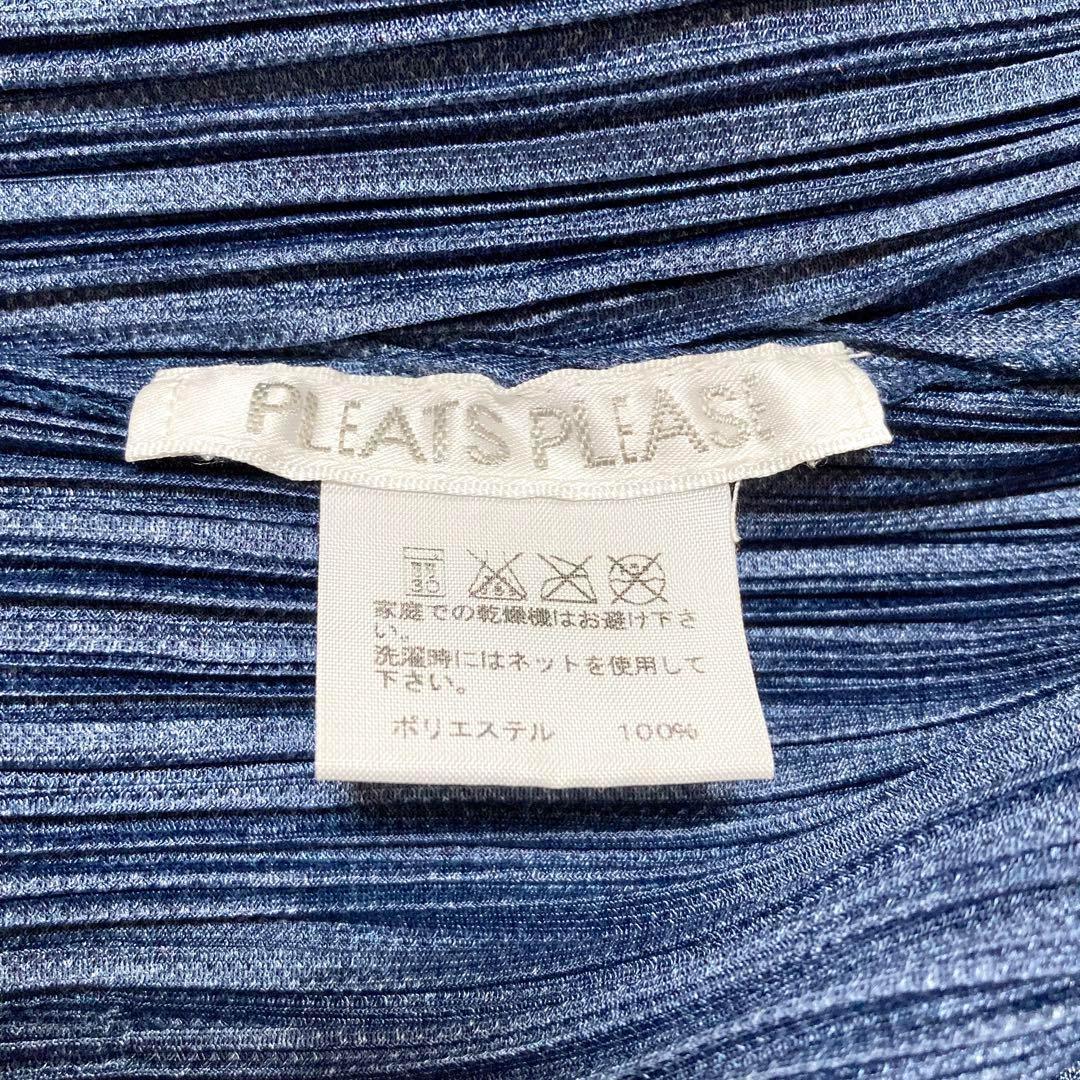 PLEATS PLEASE
30
家庭での乾燥機はお避け下さ
い。
洗濯時にはネットを使用して
下さい。
ポリエステル 100%